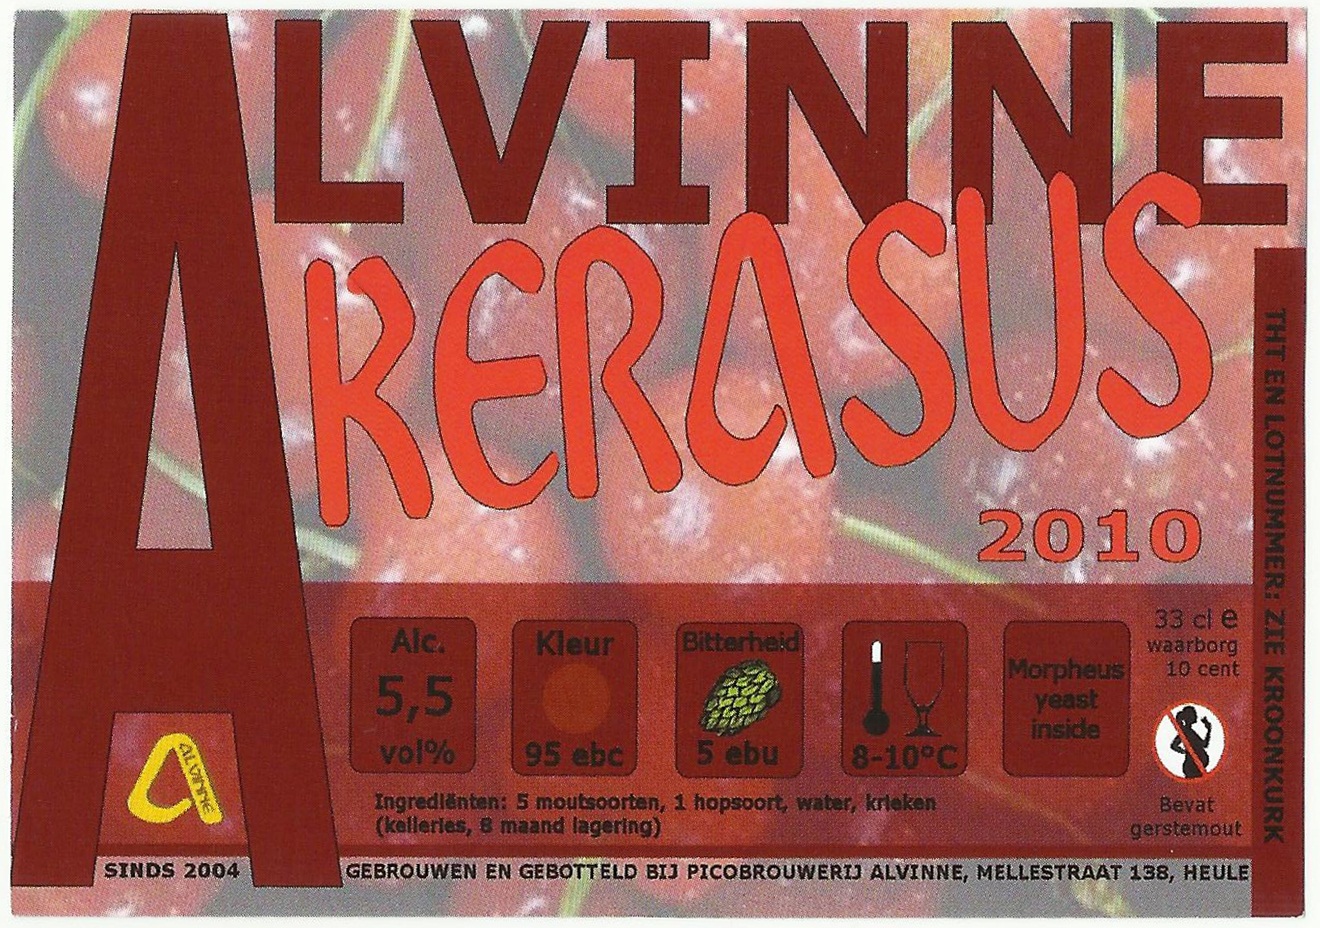 ALVINNE
KERASUS
2010
Alc.
5,5
vol%
Kleur
95 ebc
Bitterheid
5 ebu
8-10°C
Morpheus
yeast
inside
33 cl e
waarborg
10 cent
Bevat
gerstemout
Ingrediënten: 5 moutsoorten, 1 hopsoort, water, krieken
(kelleries, 8 maand lagering)
ALVINNE
SINDS 2004
GEBROUWEN EN GEBOTTELD BIJ PICOBROUWERIJ ALVINNE, MELLESTRAAT 138, HEULE
THT EN LOTNUMMER: ZIE KROONKURK